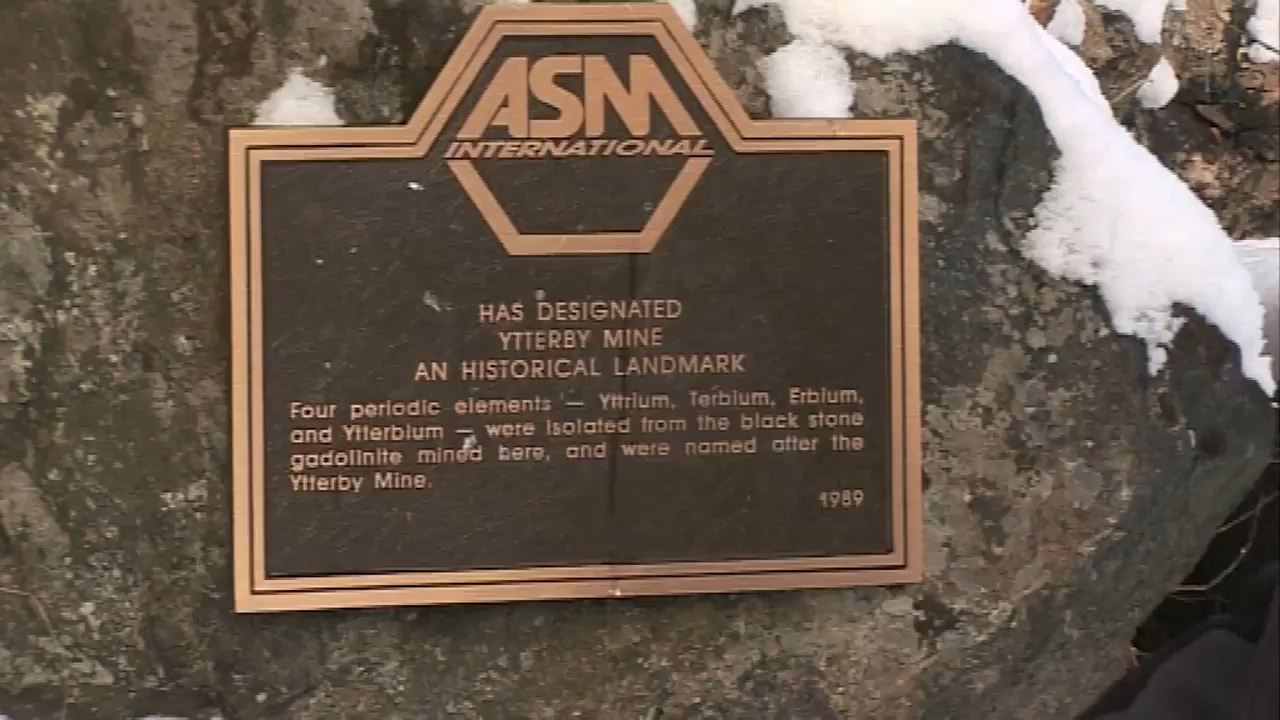 ASM
INTERNATIONAL
HAS DESIGNATED
YTTERBY MINE
AN HISTORICAL LANDMARK
Four periodic elements — Yttrium, Terbium, Erbium,
and Ytterbium — were isolated from the black stone
gadolinite mined here, and were named after the
Ytterby Mine.
1989